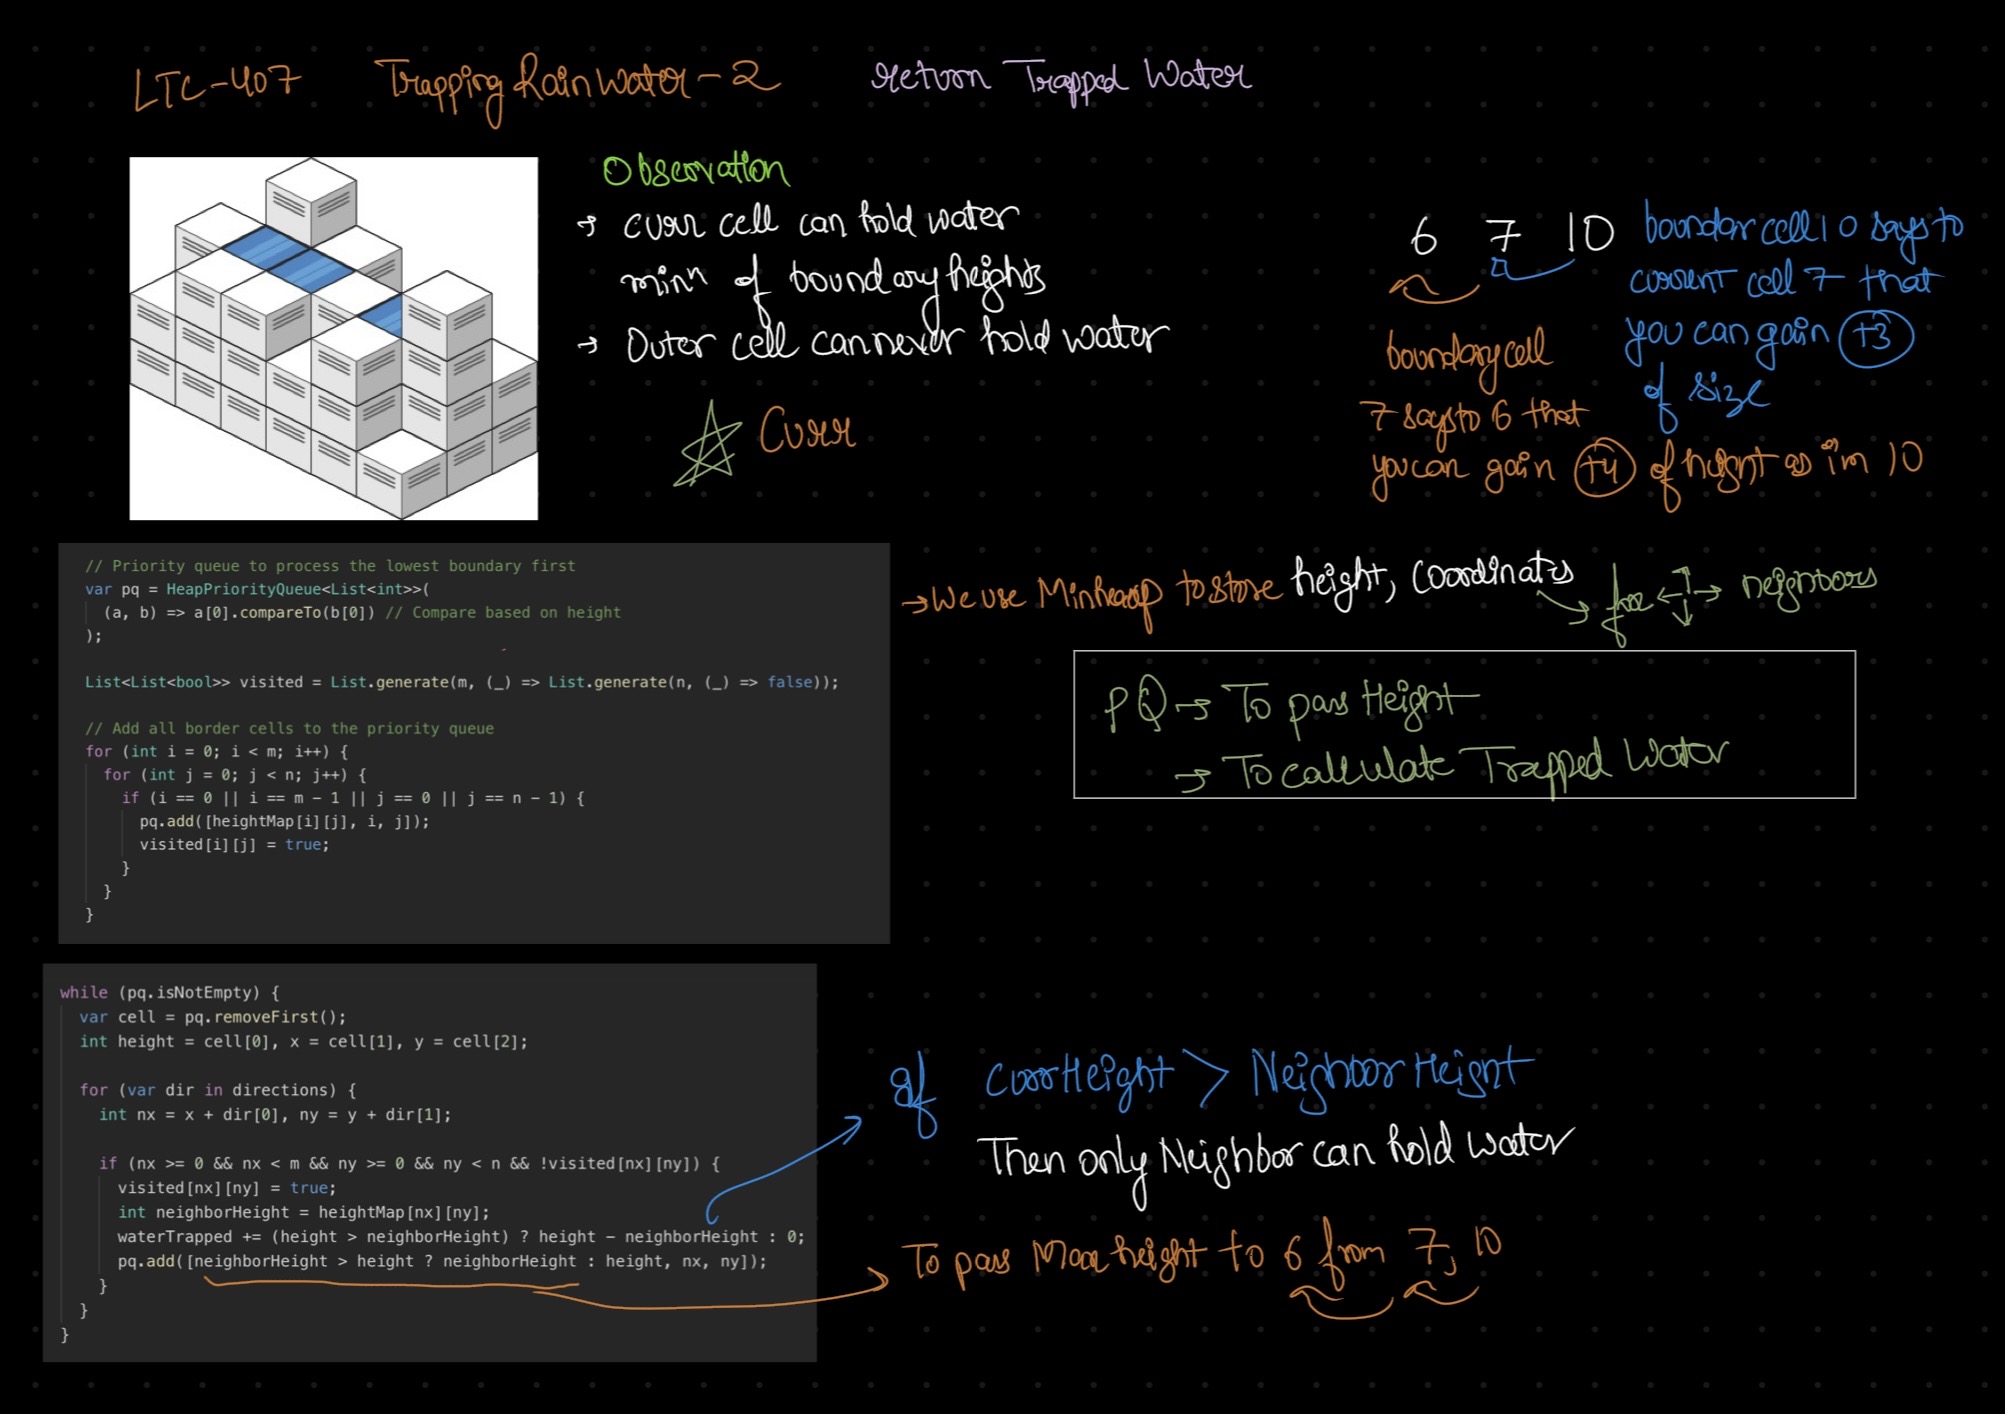 LTC-407 Trapping Rain Water-2 return Trapped Water
Observation
→ curr cell can hold water
minⁿ of boundary heights
→ Outer cell can never hold water
Curr
6 7 10
boundar cell 10 says to
current cell 7 that
you can gain +3
of size
boundary cell
7 says to 6 that
you can gain +4 of height as im 10
// Priority queue to process the lowest boundary first
var pq = HeapPriorityQueue<List<int>>(
(a, b) => a[0].compareTo(b[0]) // Compare based on height
);
List<List<bool>> visited = List.generate(m, (_) => List.generate(n, (_) => false));
// Add all border cells to the priority queue
for (int i = 0; i < m; i++) {
for (int j = 0; j < n; j++) {
if (i == 0 || i == m - 1 || j == 0 || j == n - 1) {
pq.add([heightMap[i][j], i, j]);
visited[i][j] = true;
}
}
}
→ We use Minheap to store height, coordinates → for neighbors
PQ → To pass Height
→ To calculate Trapped Water
while (pq.isNotEmpty) {
var cell = pq.removeFirst();
int height = cell[0], x = cell[1], y = cell[2];
for (var dir in directions) {
int nx = x + dir[0], ny = y + dir[1];
if (nx >= 0 && nx < m && ny >= 0 && ny < n && !visited[nx][ny]) {
visited[nx][ny] = true;
int neighborHeight = heightMap[nx][ny];
waterTrapped += (height > neighborHeight) ? height - neighborHeight : 0;
pq.add([neighborHeight > height ? neighborHeight : height, nx, ny]);
}
}
}
If currHeight > Neighbor Height
Then only Neighbor can hold water
To pass Max height to 6 from 7, 10